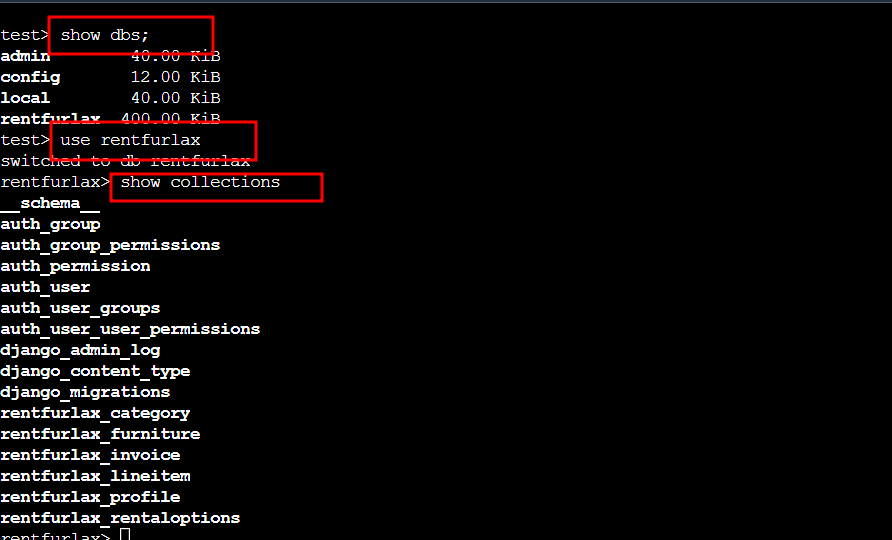 test> show dbs;
admin 40.00 KiB
config 12.00 KiB
local 40.00 KiB
rentfurlax 400.00 KiB
test> use rentfurlax
switched to db rentfurlax
rentfurlax> show collections
__schema__
auth_group
auth_group_permissions
auth_permission
auth_user
auth_user_groups
auth_user_user_permissions
django_admin_log
django_content_type
django_migrations
rentfurlax_category
rentfurlax_furniture
rentfurlax_invoice
rentfurlax_lineitem
rentfurlax_profile
rentfurlax_rentaloptions
rentfurlax>